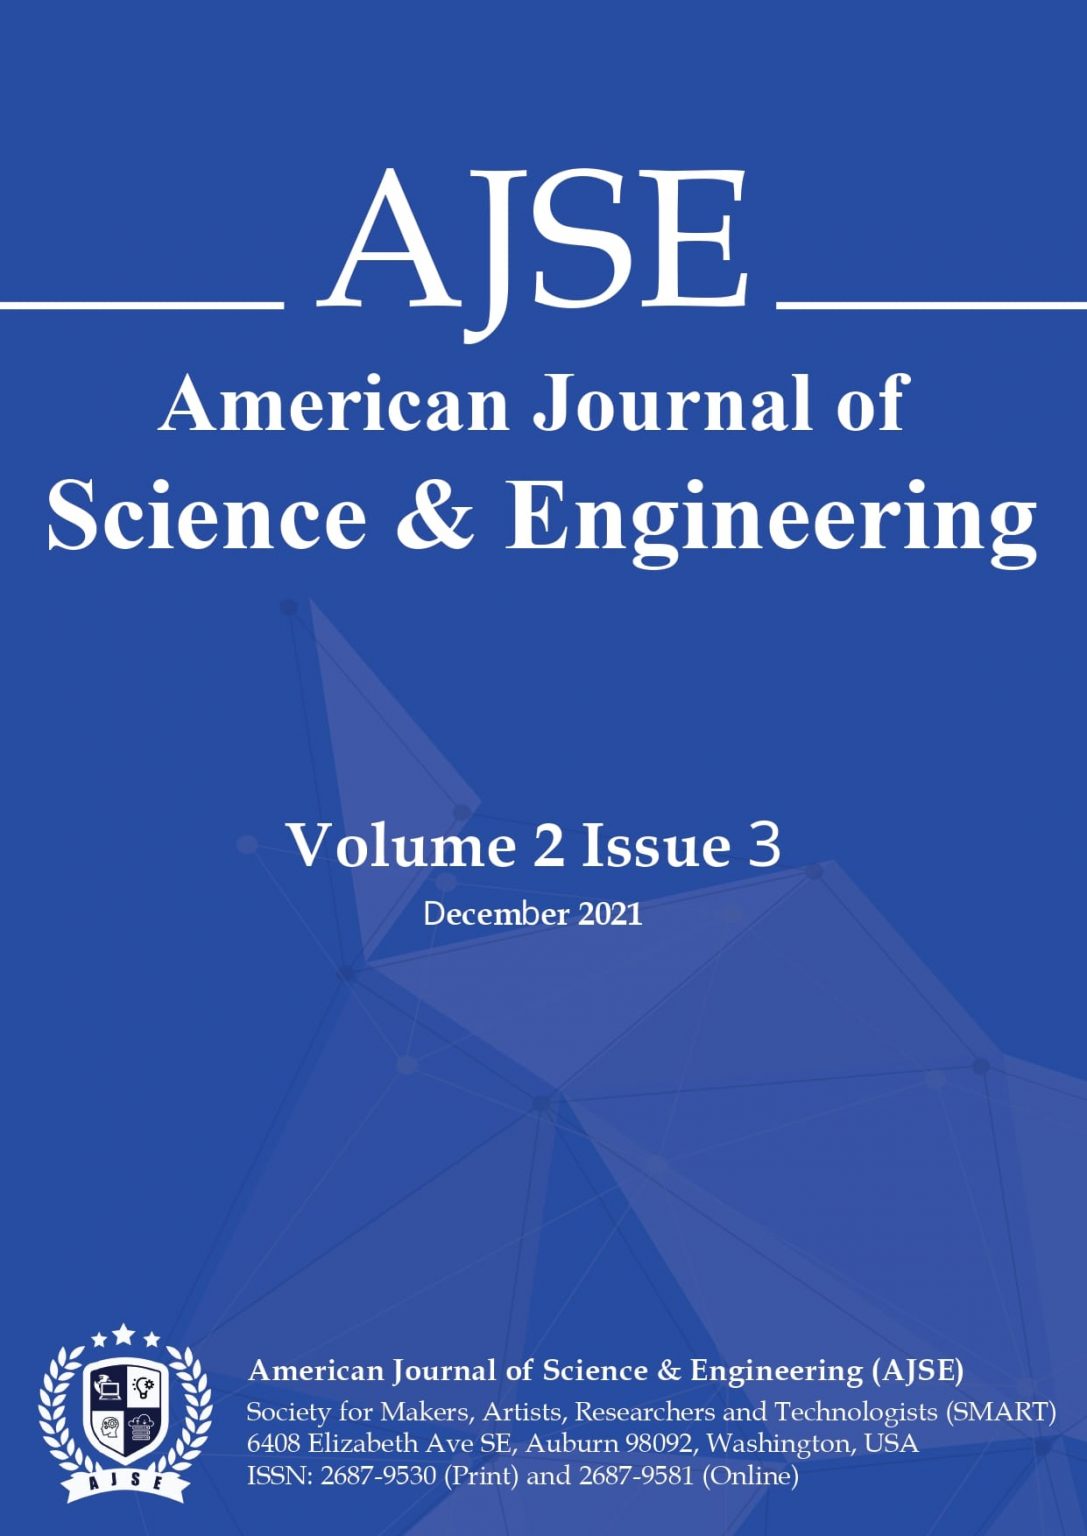 AJSE
American Journal of
Science & Engineering
Volume 2 Issue 3
December 2021
American Journal of Science & Engineering (AJSE)
Society for Makers, Artists, Researchers and Technologists (SMART)
6408 Elizabeth Ave SE, Auburn 98092, Washington, USA
ISSN: 2687-9530 (Print) and 2687-9581 (Online)
A J S E